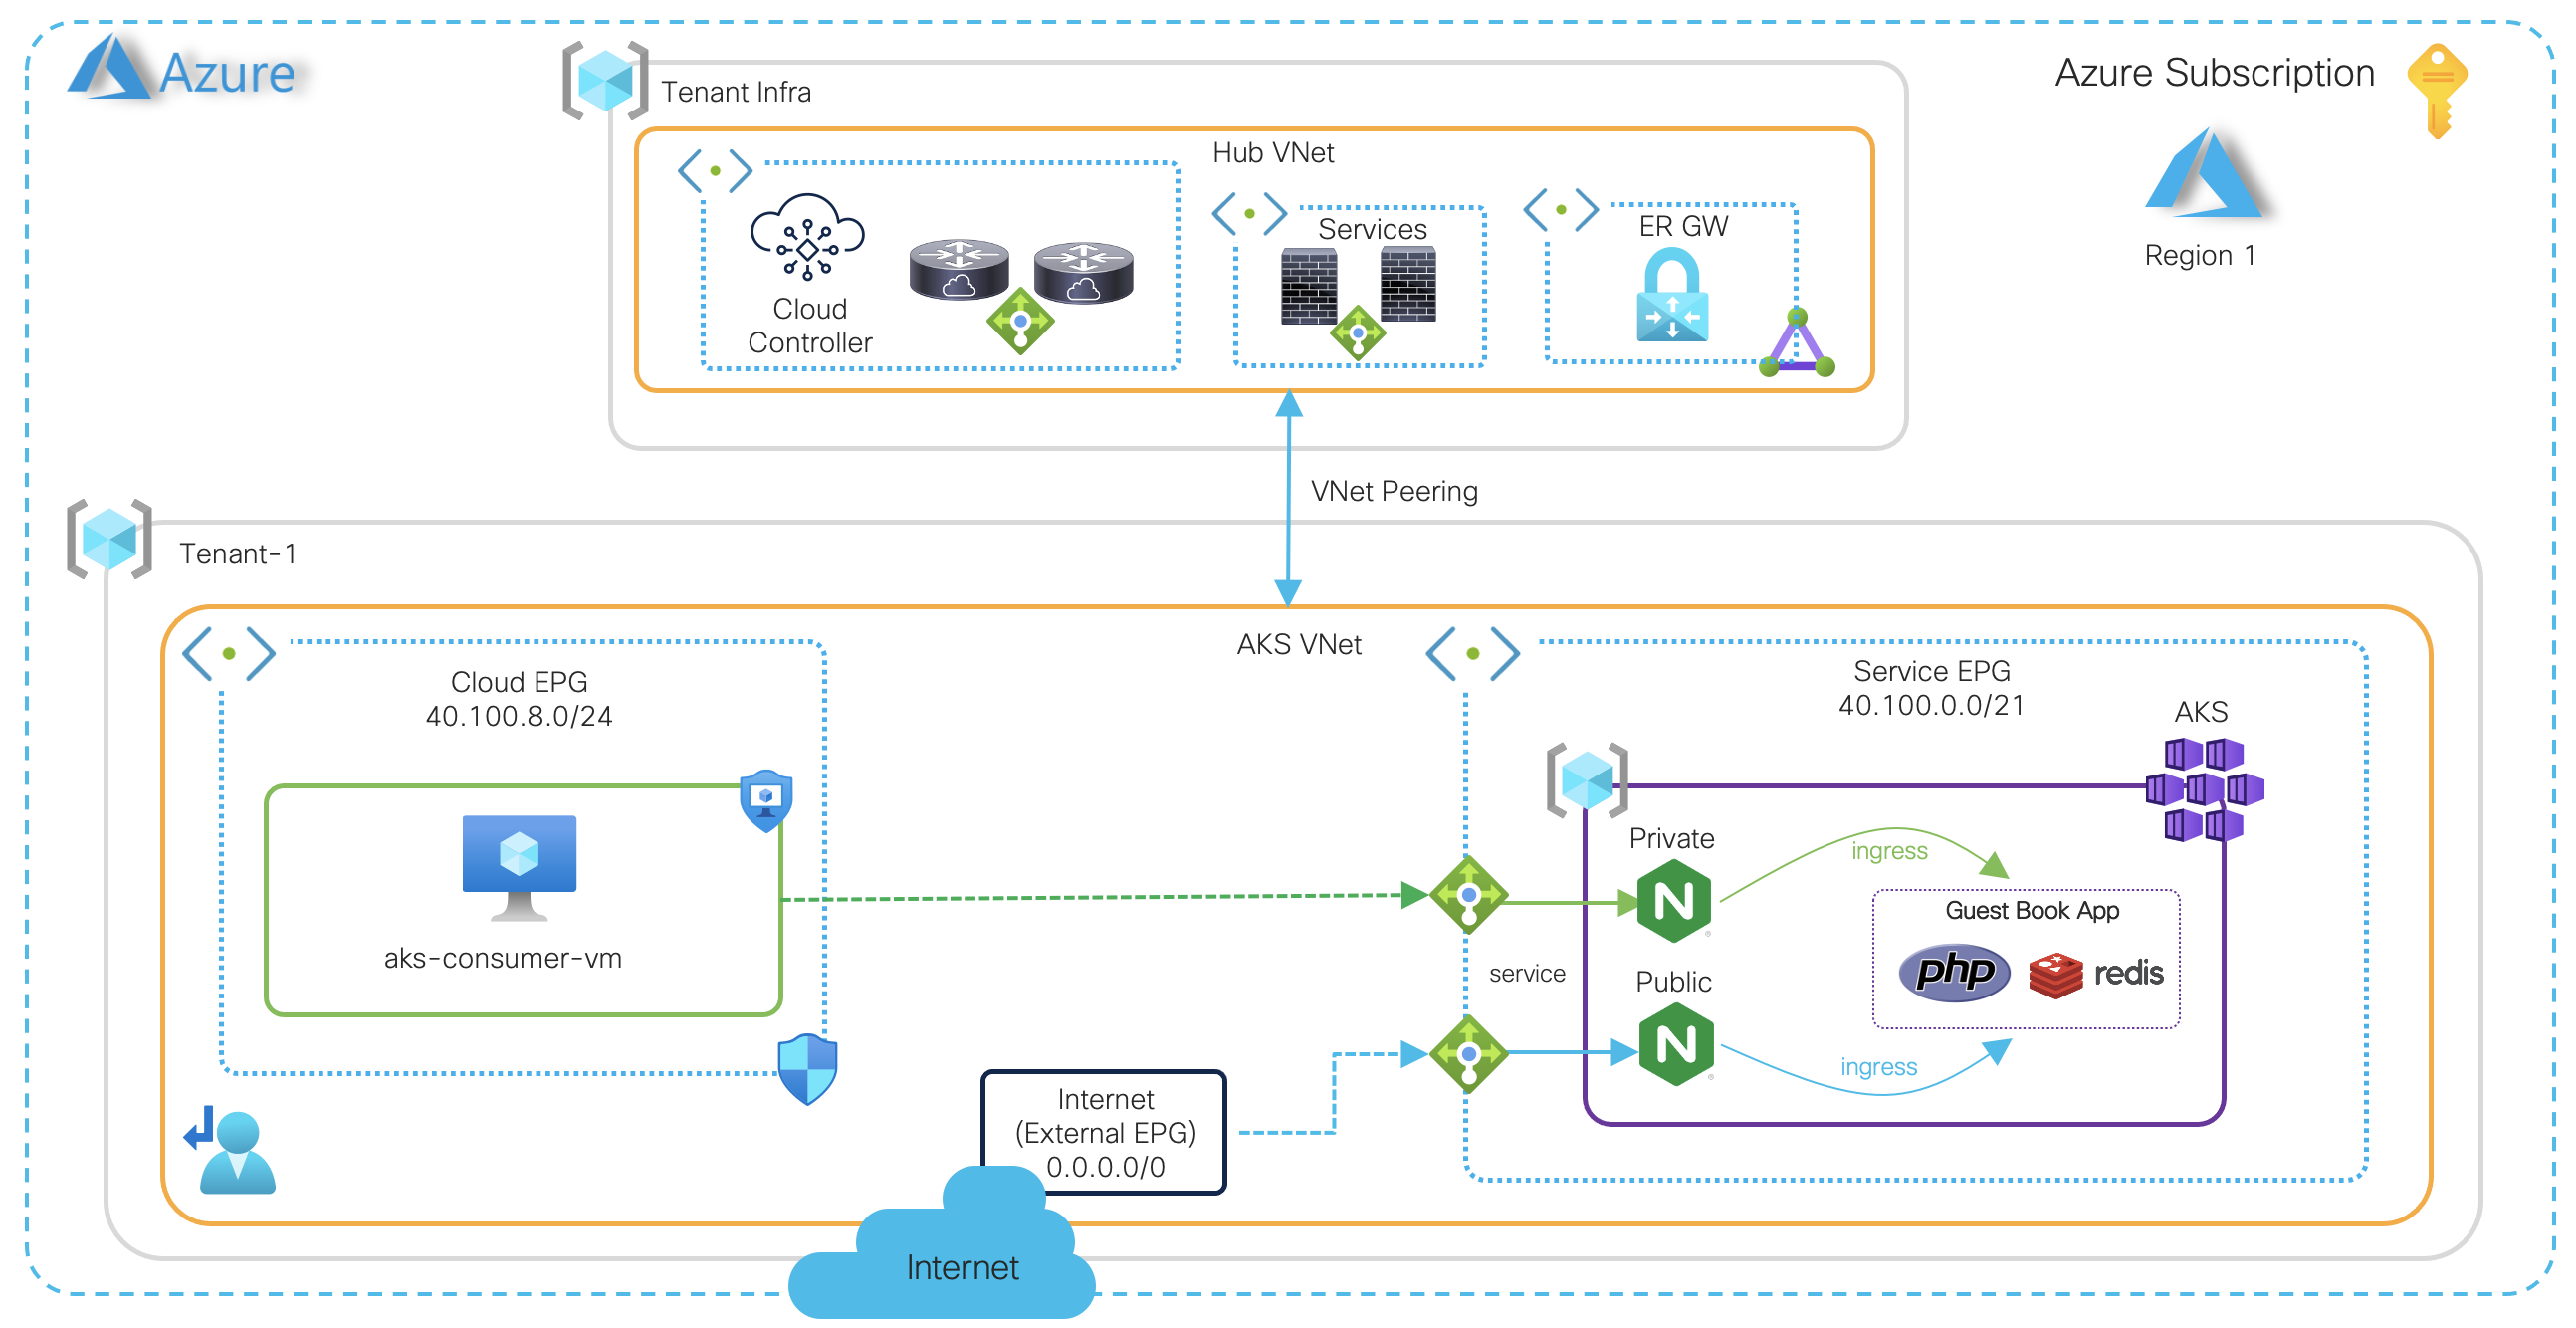 Azure
Tenant Infra
Azure Subscription
Region 1
Hub VNet
Cloud
Controller
Services
ER GW
VNet Peering
Tenant-1
AKS VNet
Cloud EPG
40.100.8.0/24
aks-consumer-vm
Service EPG
40.100.0.0/21
AKS
Private
N
ingress
Guest Book App
php
redis
service
Public
N
ingress
Internet
(External EPG)
0.0.0.0/0
Internet